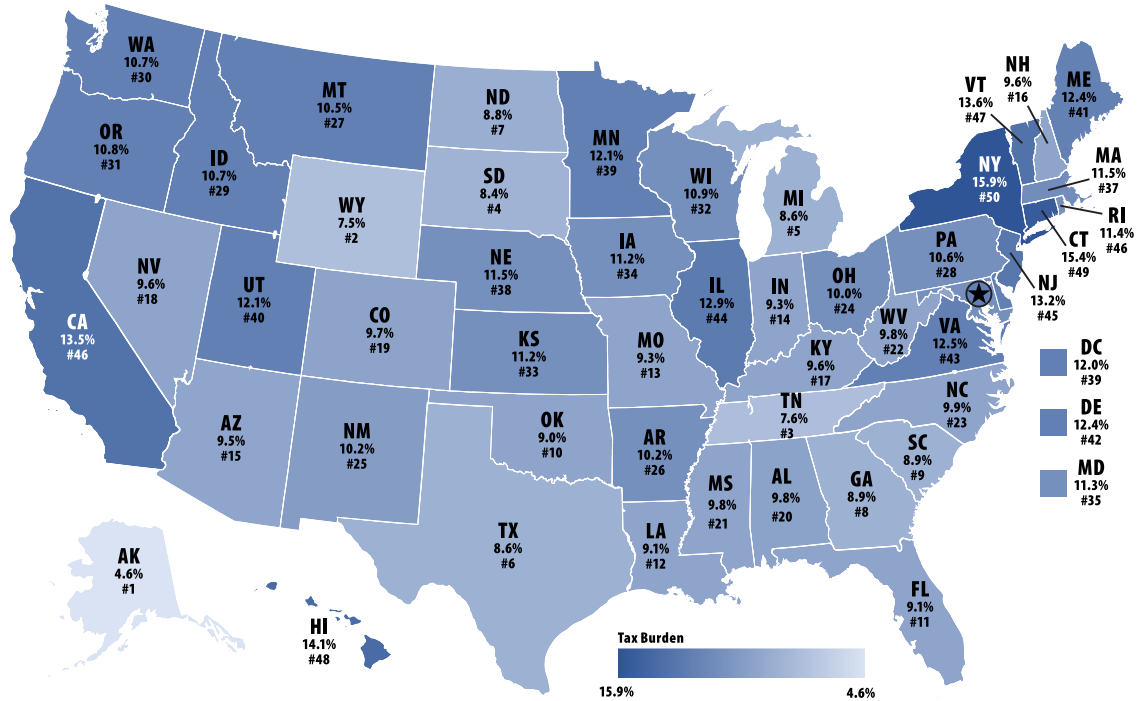 WA
10.7%
#30
MT
10.5%
#27
ND
8.8%
#7
MN
12.1%
#39
NH
9.6%
#16
VT
13.6%
#47
ME
12.4%
#41
OR
10.8%
#31
ID
10.7%
#29
SD
8.4%
#4
WI
10.9%
#32
MI
8.6%
#5
NY
15.9%
#50
MA
11.5%
#37
RI
11.4%
#46
CT
15.4%
#49
WY
7.5%
#2
NV
9.6%
#18
UT
12.1%
#40
CO
9.7%
#19
NE
11.5%
#38
IA
11.2%
#34
IL
12.9%
#44
IN
9.3%
#14
OH
10.0%
#24
PA
10.6%
#28
NJ
13.2%
#45
CA
13.5%
#46
KS
11.2%
#33
MO
9.3%
#13
KY
9.6%
#17
WV
9.8%
#22
VA
12.5%
#43
DC
12.0%
#39
DE
12.4%
#42
MD
11.3%
#35
AZ
9.5%
#15
NM
10.2%
#25
OK
9.0%
#10
AR
10.2%
#26
TN
7.6%
#3
NC
9.9%
#23
SC
8.9%
#9
MS
9.8%
#21
AL
9.8%
#20
GA
8.9%
#8
TX
8.6%
#6
LA
9.1%
#12
FL
9.1%
#11
AK
4.6%
#1
HI
14.1%
#48
Tax Burden
15.9%
4.6%